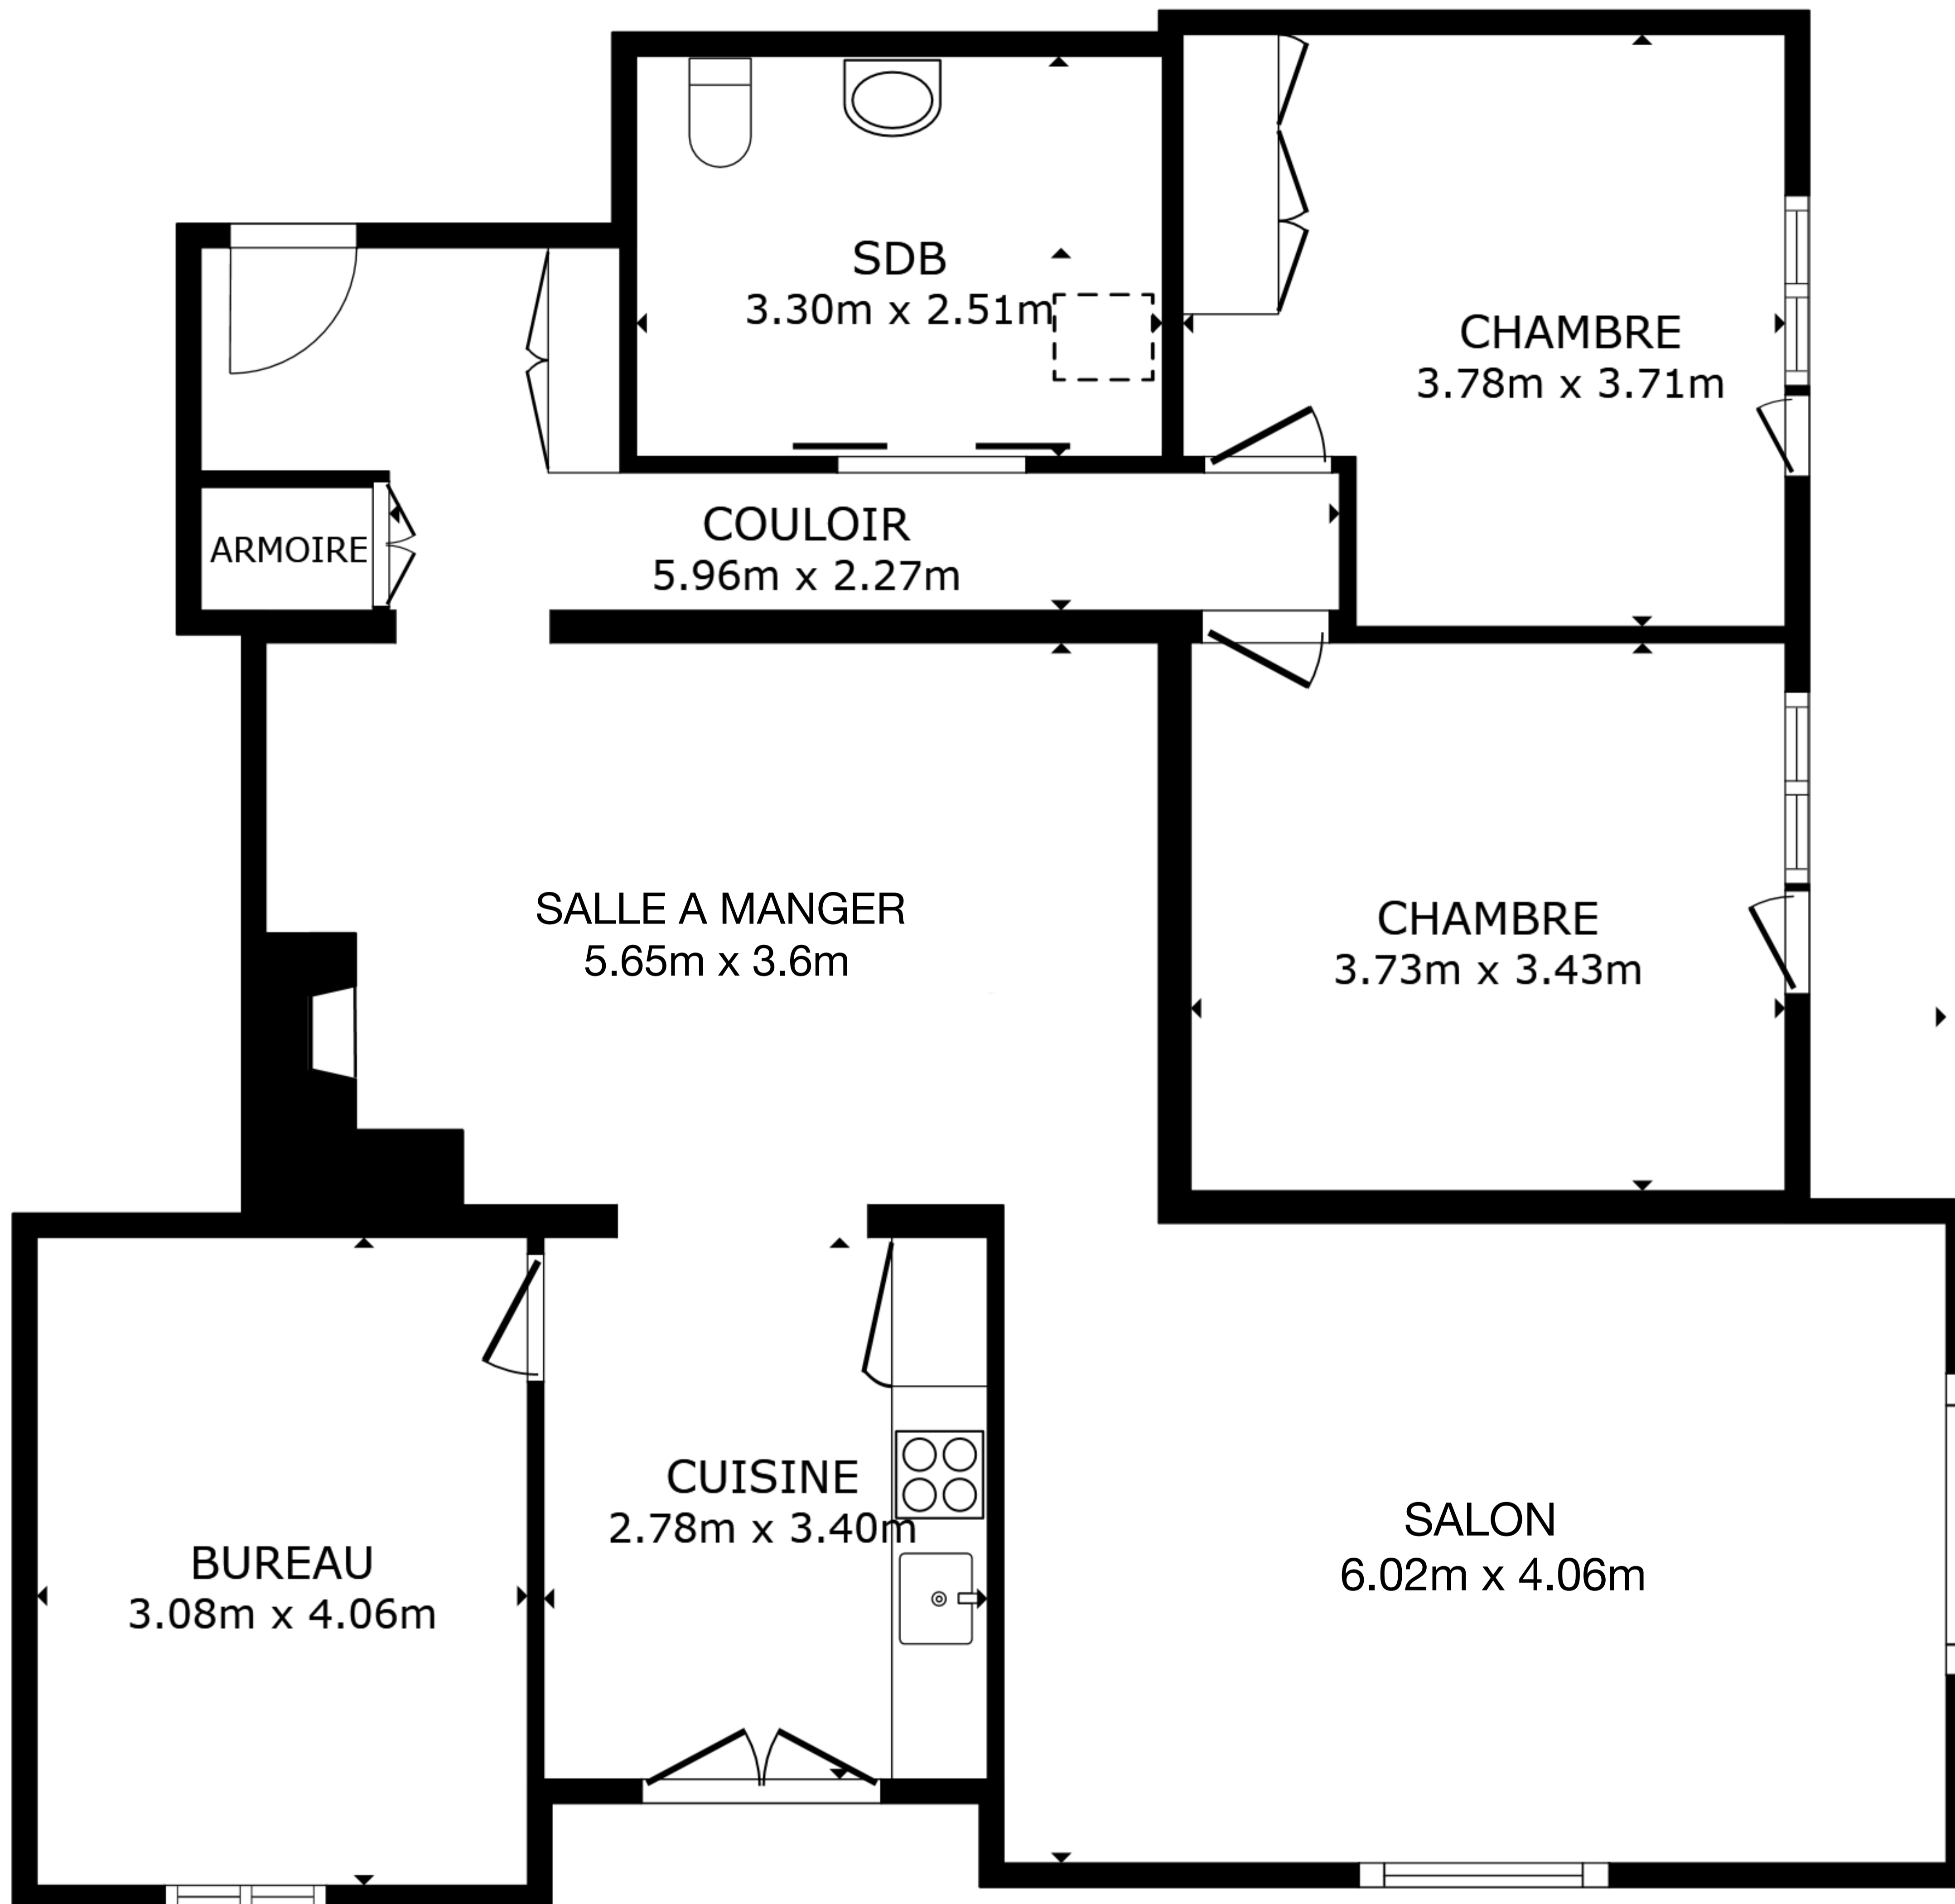 SDB
3.30m x 2.51m
CHAMBRE
3.78m x 3.71m
ARMOIRE
COULOIR
5.96m x 2.27m
SALLE A MANGER
5.65m x 3.6m
CHAMBRE
3.73m x 3.43m
CUISINE
2.78m x 3.40m
BUREAU
3.08m x 4.06m
SALON
6.02m x 4.06m